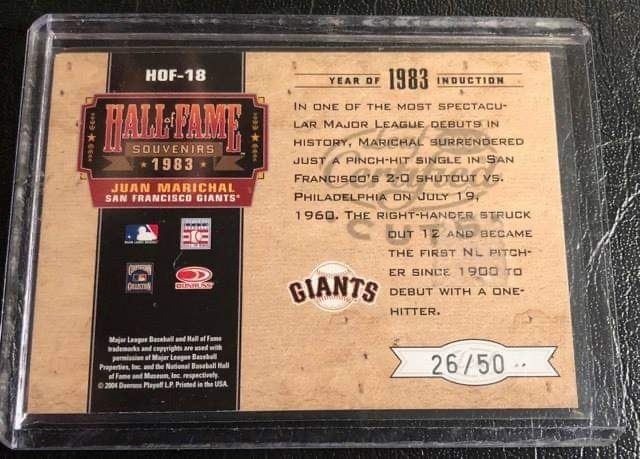 HOF-18
HALL of FAME
SOUVENIRS
★ 1983 ★
JUAN MARICHAL
SAN FRANCISCO GIANTS®
COOPERSTOWN
COLLECTION
DONRUSS
Major League Baseball and Hall of Fame
trademarks and copyrights are used with
permission of Major League Baseball
Properties, Inc. and the National Baseball Hall
of Fame and Museum, Inc. respectively.
© 2004 Donruss Playoff L.P. Printed in the USA.
YEAR OF 1983 INDUCTION
IN ONE OF THE MOST SPECTACU-
LAR MAJOR LEAGUE DEBUTS IN
HISTORY, MARICHAL SURRENDERED
JUST A PINCH-HIT SINGLE IN SAN
FRANCISCO'S 2-0 SHUTOUT VS.
PHILADELPHIA ON JULY 19,
1960. THE RIGHT-HANDER STRUCK
OUT 12 AND BECAME
THE FIRST NL PITCH-
ER SINCE 1900 TO
DEBUT WITH A ONE-
HITTER.
GIANTS
26/50